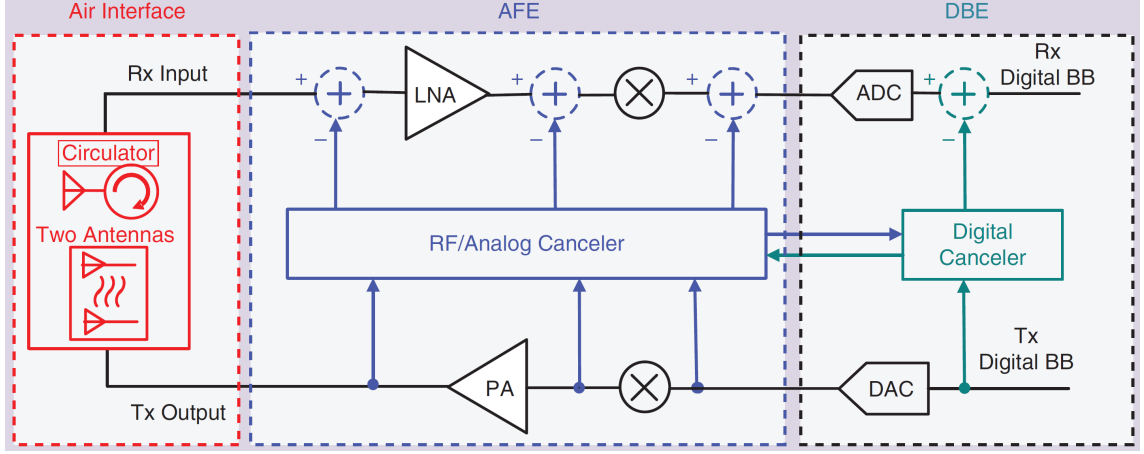 Air Interface
AFE
DBE
Rx Input
Rx
Digital BB
+
+
+
+
LNA
ADC
−
−
−
−
Circulator
Two Antennas
RF/Analog Canceler
Digital
Canceler
Tx
Digital BB
PA
DAC
Tx Output